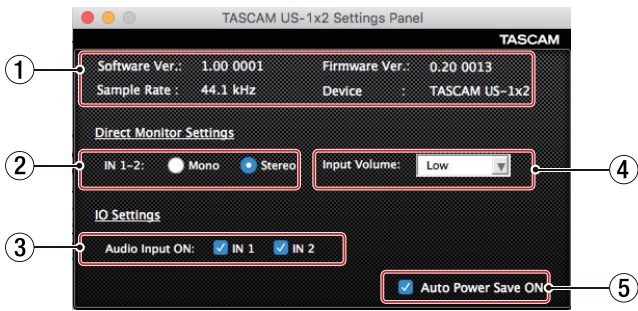 TASCAM US-1x2 Settings Panel
TASCAM
① Software Ver.: 1.00 0001 Firmware Ver.: 0.20 0013
Sample Rate : 44.1 kHz Device : TASCAM US-1x2
Direct Monitor Settings
② IN 1-2: Mono Stereo Input Volume: Low ④
IO Settings
③ Audio Input ON: IN 1 IN 2
Auto Power Save ON ⑤